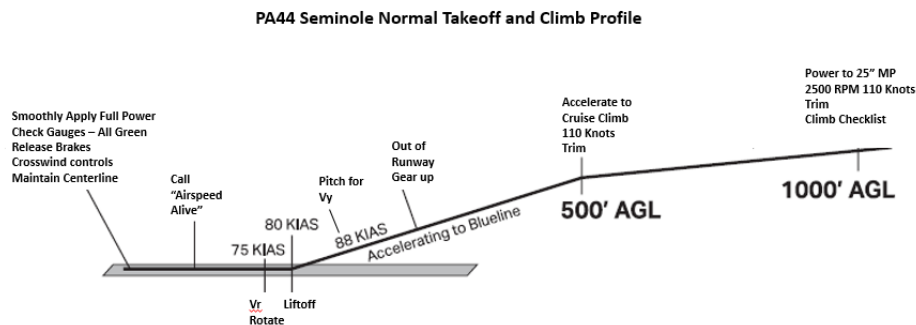 PA44 Seminole Normal Takeoff and Climb Profile
Smoothly Apply Full Power
Check Gauges – All Green
Release Brakes
Crosswind controls
Maintain Centerline
Call
“Airspeed
Alive”
75 KIAS
Vr
Rotate
80 KIAS
Liftoff
Pitch for
Vy
88 KIAS
Accelerating to Blueline
Out of
Runway
Gear up
Accelerate to
Cruise Climb
110 Knots
Trim
500’ AGL
Power to 25” MP
2500 RPM 110 Knots
Trim
Climb Checklist
1000’ AGL